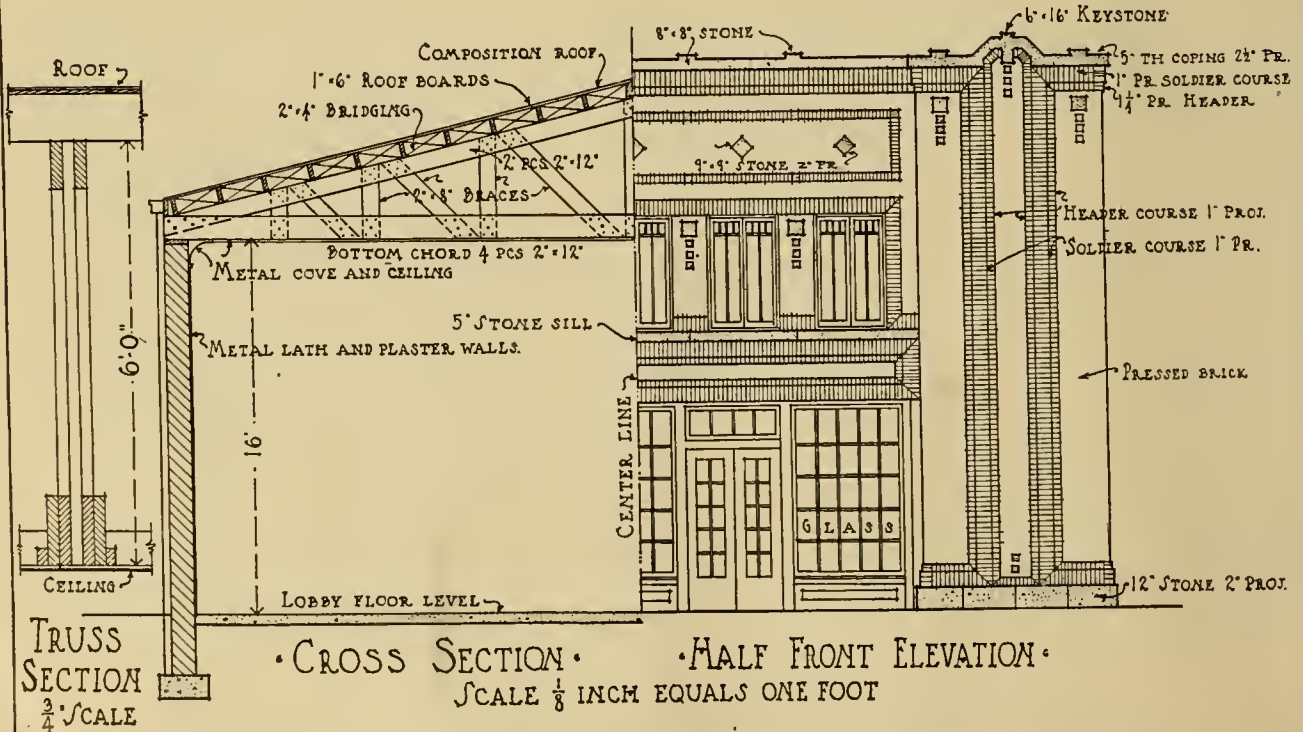 ROOF
6'-0"
CEILING
TRUSS
SECTION
3/4" SCALE
COMPOSITION ROOF
1"×6" ROOF BOARDS
2"×4" BRIDGING
2 PCS 2"×12"
2"×8" BRACES
BOTTOM CHORD 4 PCS 2"×12"
METAL COVE AND CEILING
METAL LATH AND PLASTER WALLS.
16'
LOBBY FLOOR LEVEL
·CROSS SECTION·
8"×8" STONE
6"×16" KEYSTONE
5" TH COPING 2½" PR.
1" PR. SOLDIER COURSE
4¼" PR HEADER
9"×9" STONE 2" PR.
HEADER COURSE 1" PROJ.
SOLDIER COURSE 1" PR.
5" STONE SILL
CENTER LINE
PRESSED BRICK
GLASS
12" STONE 2" PROJ.
·HALF FRONT ELEVATION·
SCALE 1/8 INCH EQUALS ONE FOOT